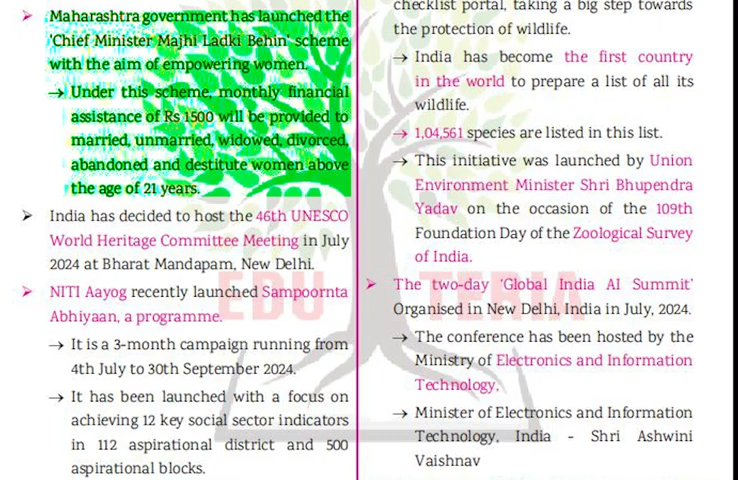 ➢ Maharashtra government has launched the
'Chief Minister Majhi Ladki Behin' scheme
with the aim of empowering women.
→ Under this scheme, monthly financial
assistance of Rs 1500 will be provided to
married, unmarried, widowed, divorced,
abandoned and destitute women above
the age of 21 years.
➢ India has decided to host the 46th UNESCO
World Heritage Committee Meeting in July
2024 at Bharat Mandapam, New Delhi.
➢ NITI Aayog recently launched Sampoornta
Abhiyaan, a programme.
→ It is a 3-month campaign running from
4th July to 30th September 2024.
→ It has been launched with a focus on
achieving 12 key social sector indicators
in 112 aspirational district and 500
aspirational blocks.
checklist portal, taking a big step towards
the protection of wildlife.
→ India has become the first country
in the world to prepare a list of all its
wildlife.
→ 1,04,561 species are listed in this list.
→ This initiative was launched by Union
Environment Minister Shri Bhupendra
Yadav on the occasion of the 109th
Foundation Day of the Zoological Survey
of India.
➢ The two-day 'Global India AI Summit'
Organised in New Delhi, India in July, 2024.
→ The conference has been hosted by the
Ministry of Electronics and Information
Technology,
→ Minister of Electronics and Information
Technology, India - Shri Ashwini
Vaishnav
EDU TERIA